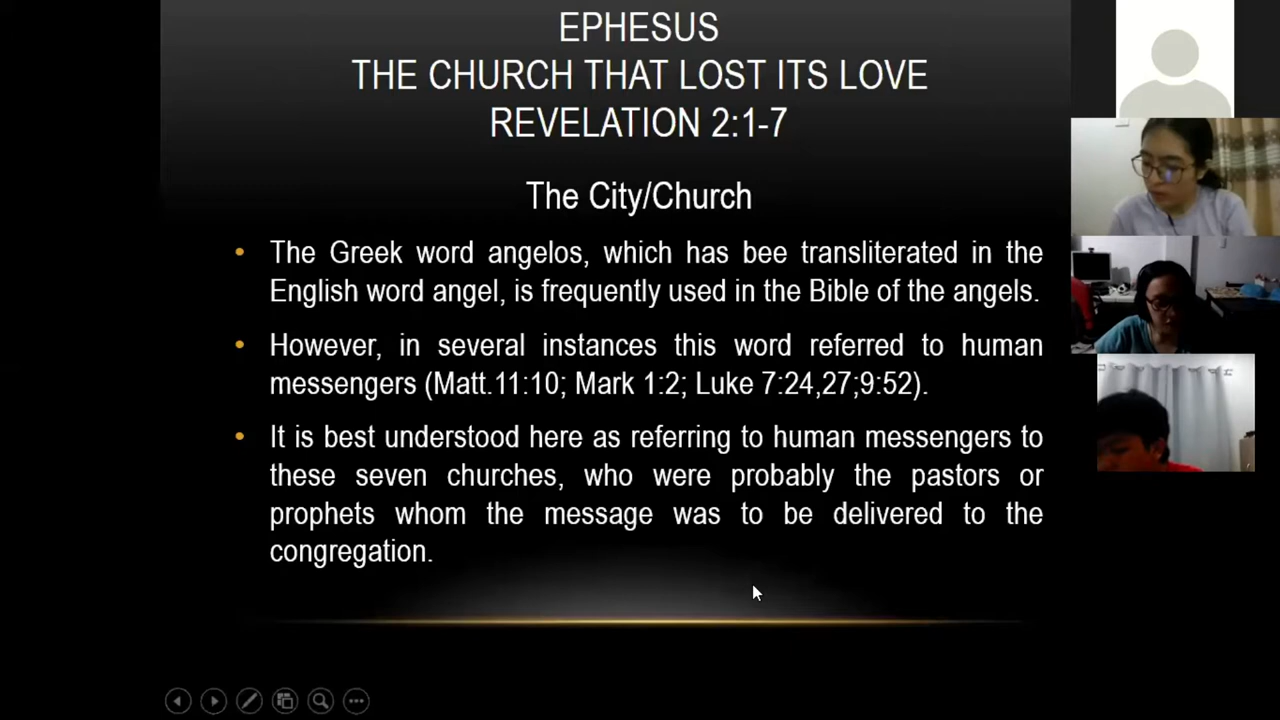 EPHESUS
THE CHURCH THAT LOST ITS LOVE
REVELATION 2:1-7
The City/Church
• The Greek word angelos, which has bee transliterated in the
English word angel, is frequently used in the Bible of the angels.
• However, in several instances this word referred to human
messengers (Matt.11:10; Mark 1:2; Luke 7:24,27;9:52).
• It is best understood here as referring to human messengers to
these seven churches, who were probably the pastors or
prophets whom the message was to be delivered to the
congregation.